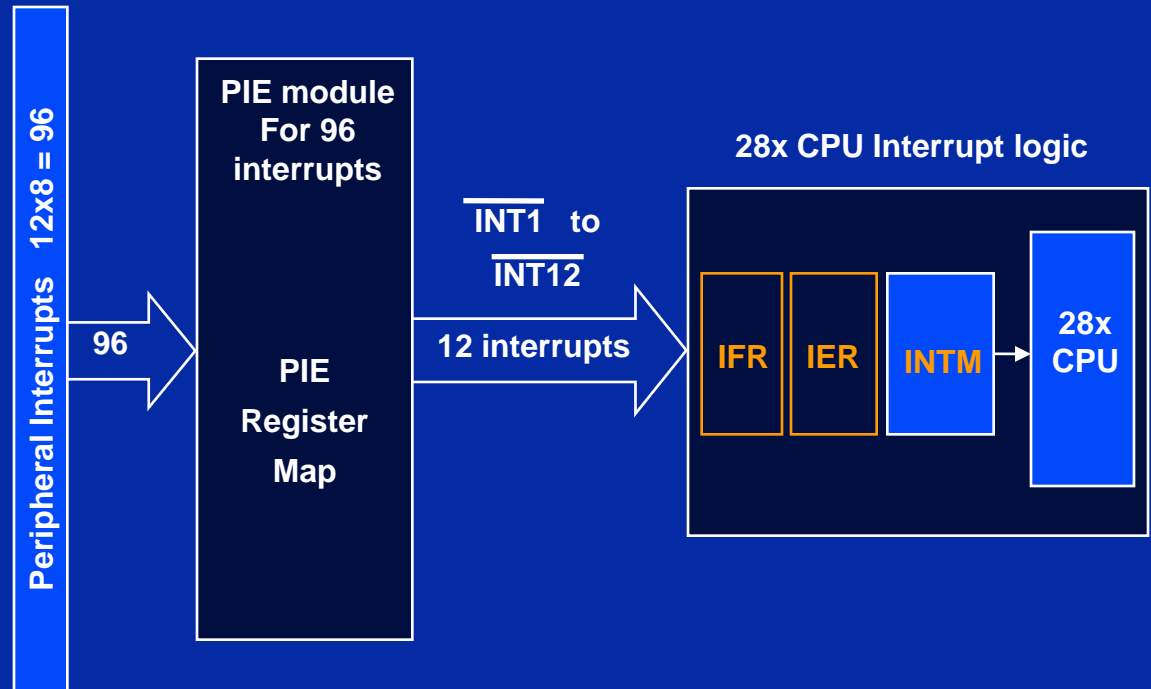 Peripheral Interrupts 12x8 = 96
96
PIE module
For 96
interrupts
PIE
Register
Map
INT1 to
INT12
12 interrupts
28x CPU Interrupt logic
IFR
IER
INTM
28x
CPU